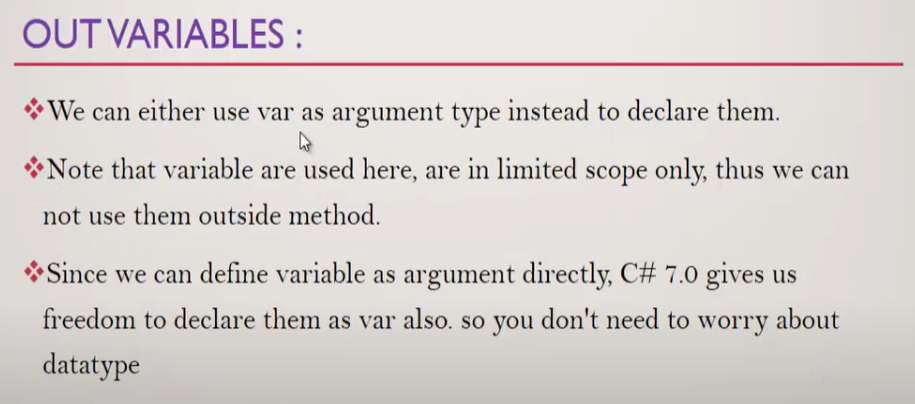 OUT VARIABLES :
❖We can either use var as argument type instead to declare them.
❖Note that variable are used here, are in limited scope only, thus we can
not use them outside method.
❖Since we can define variable as argument directly, C# 7.0 gives us
freedom to declare them as var also. so you don't need to worry about
datatype